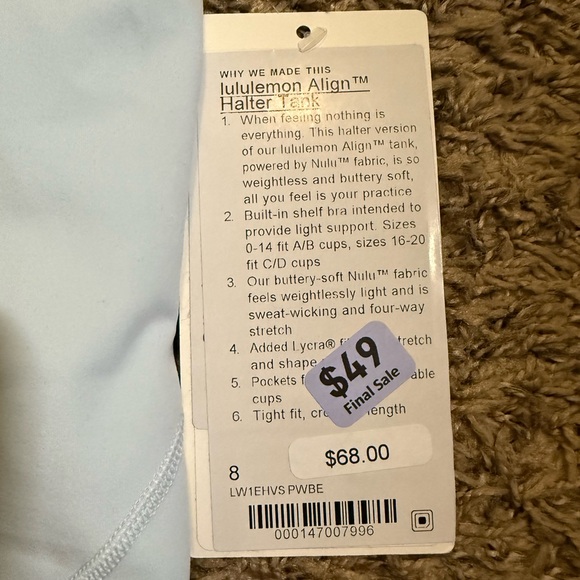 WHY WE MADE THIS
lululemon Align™
Halter Tank
1. When feeling nothing is
everything. This halter version
of our lululemon Align™ tank,
powered by Nulu™ fabric, is so
weightless and buttery soft,
all you feel is your practice
2. Built-in shelf bra intended to
provide light support. Sizes
0-14 fit A/B cups, sizes 16-20
fit C/D cups
3. Our buttery-soft Nulu™ fabric
feels weightlessly light and is
sweat-wicking and four-way
stretch
4. Added Lycra® tretch
and shape
5. Pockets able
cups
6. Tight fit, length
$49
Final Sale
$68.00
8
LW1EHVS PWBE
000147007996